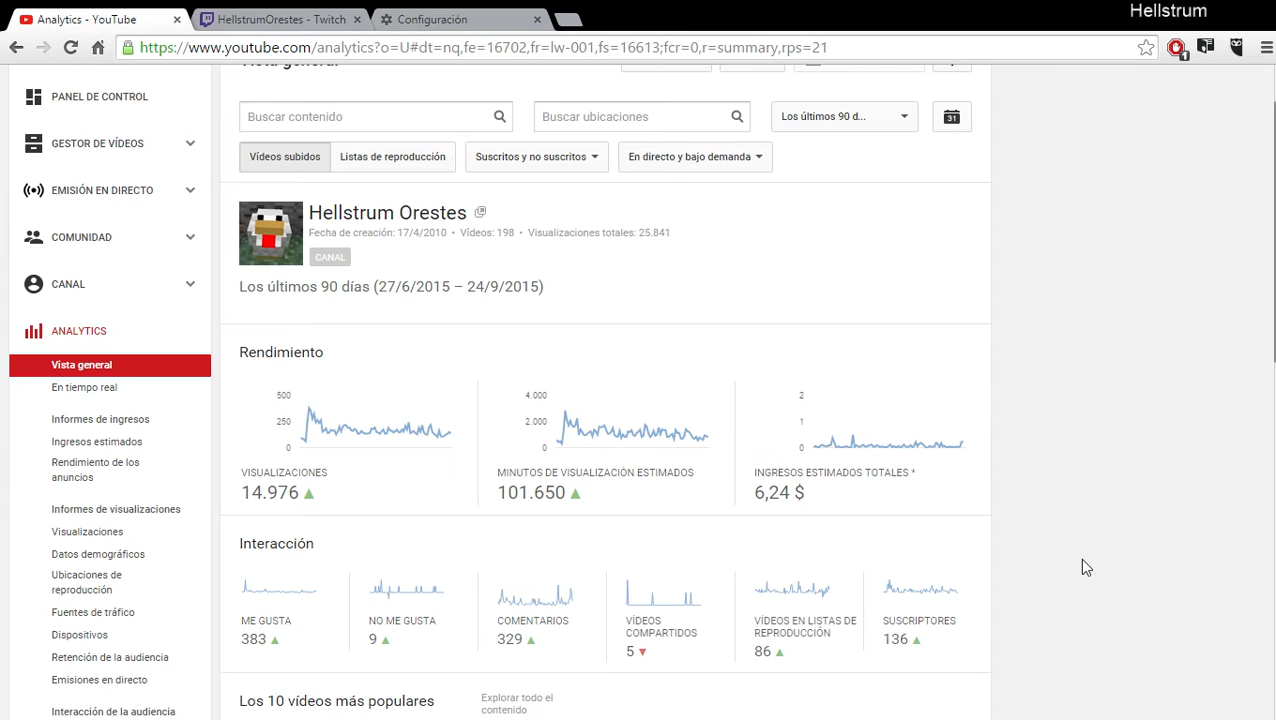 Hellstrum
Analytics - YouTube
HellstrumOrestes - Twitch
Configuración
https://www.youtube.com/analytics?o=U#dt=nq,fe=16702,fr=lw-001,fs=16613;fcr=0,r=summary,rps=21
1
Vista general
PANEL DE CONTROL
GESTOR DE VÍDEOS
EMISIÓN EN DIRECTO
COMUNIDAD
CANAL
ANALYTICS
Vista general
En tiempo real
Informes de ingresos
Ingresos estimados
Rendimiento de los
anuncios
Informes de visualizaciones
Visualizaciones
Datos demográficos
Ubicaciones de
reproducción
Fuentes de tráfico
Dispositivos
Retención de la audiencia
Emisiones en directo
Interacción de la audiencia
Buscar contenido
Buscar ubicaciones
Los últimos 90 d...
31
Vídeos subidos
Listas de reproducción
Suscritos y no suscritos
En directo y bajo demanda
Hellstrum Orestes
Fecha de creación: 17/4/2010 • Vídeos: 198 • Visualizaciones totales: 25.841
CANAL
Los últimos 90 días (27/6/2015 – 24/9/2015)
Rendimiento
500
250
0
VISUALIZACIONES
14.976
4.000
2.000
0
MINUTOS DE VISUALIZACIÓN ESTIMADOS
101.650
2
1
0
INGRESOS ESTIMADOS TOTALES *
6,24 $
Interacción
ME GUSTA
383
NO ME GUSTA
9
COMENTARIOS
329
VÍDEOS
COMPARTIDOS
5
VÍDEOS EN LISTAS DE
REPRODUCCIÓN
86
SUSCRIPTORES
136
Los 10 vídeos más populares
Explorar todo el
contenido